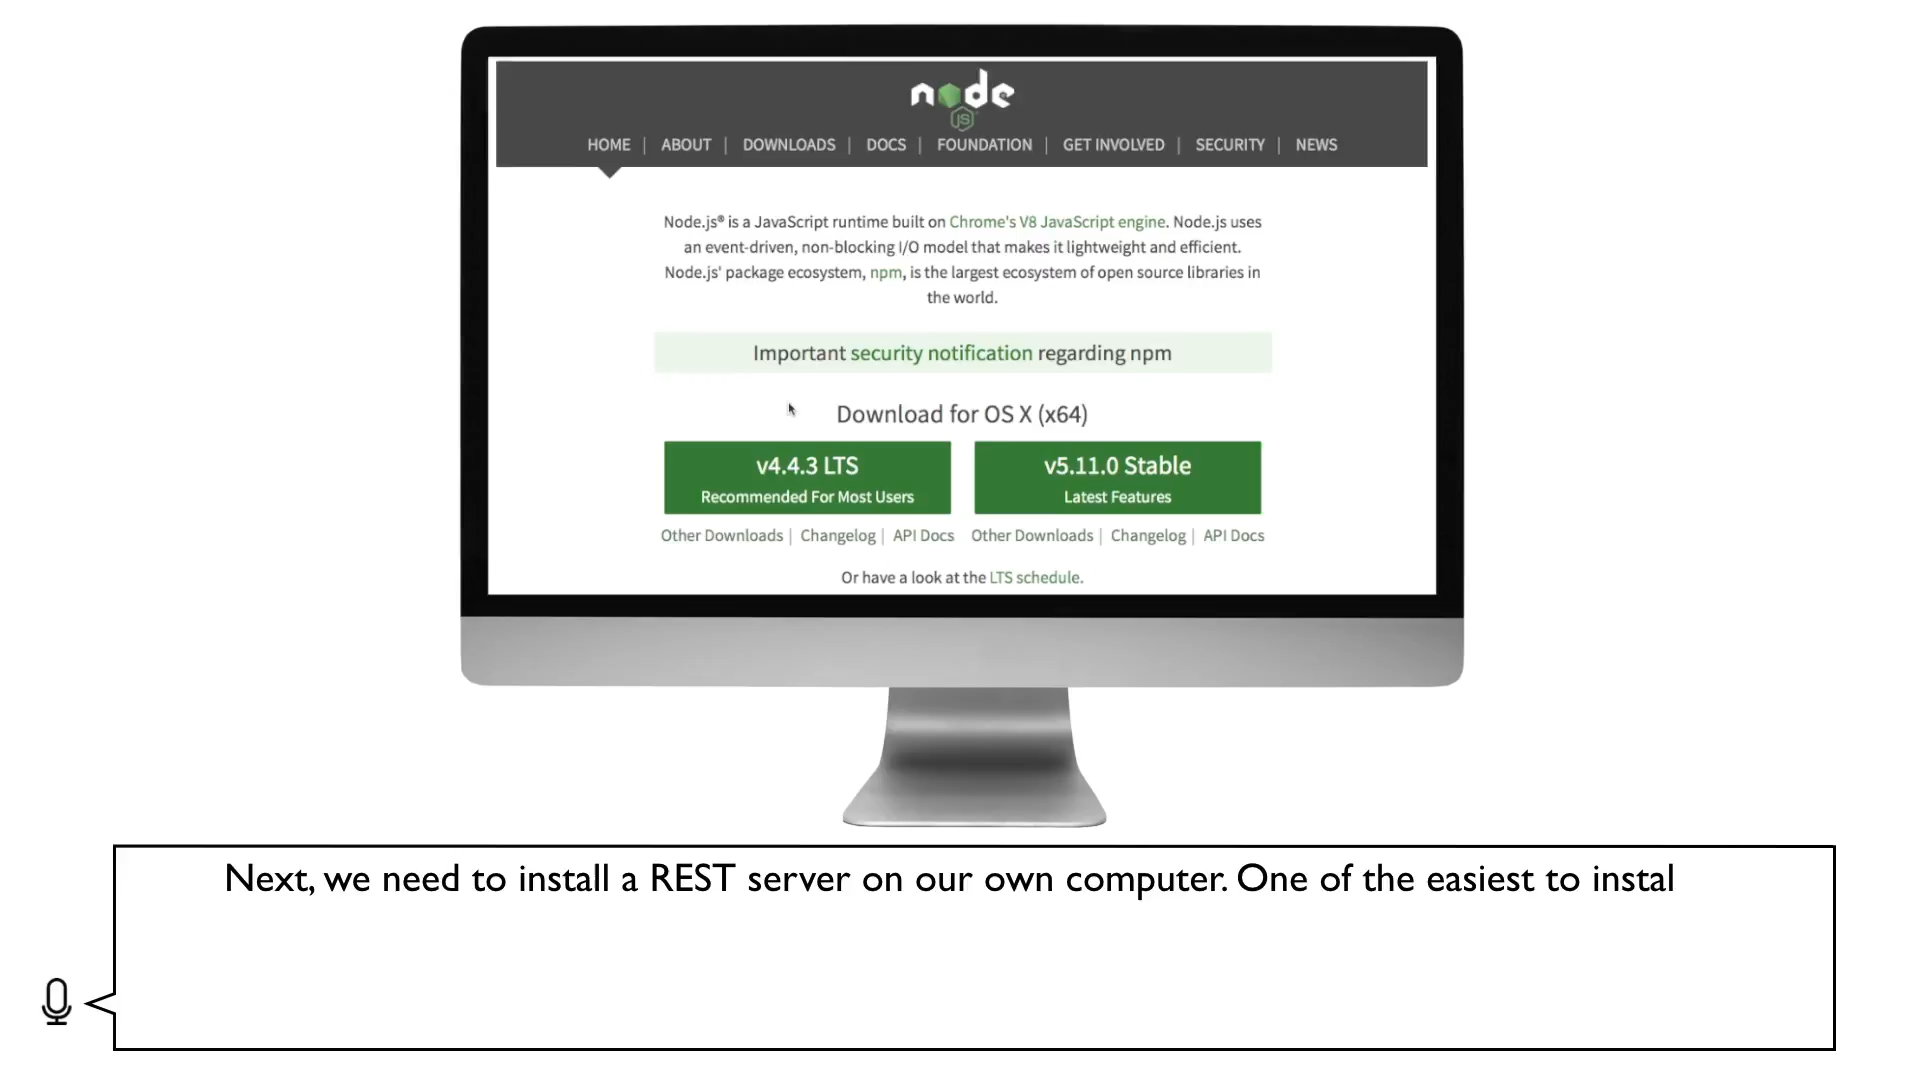 node
JS
HOME | ABOUT | DOWNLOADS | DOCS | FOUNDATION | GET INVOLVED | SECURITY | NEWS
Node.js® is a JavaScript runtime built on Chrome's V8 JavaScript engine. Node.js uses
an event-driven, non-blocking I/O model that makes it lightweight and efficient.
Node.js' package ecosystem, npm, is the largest ecosystem of open source libraries in
the world.
Important security notification regarding npm
Download for OS X (x64)
v4.4.3 LTS
Recommended For Most Users
v5.11.0 Stable
Latest Features
Other Downloads | Changelog | API Docs
Other Downloads | Changelog | API Docs
Or have a look at the LTS schedule.
Next, we need to install a REST server on our own computer. One of the easiest to instal